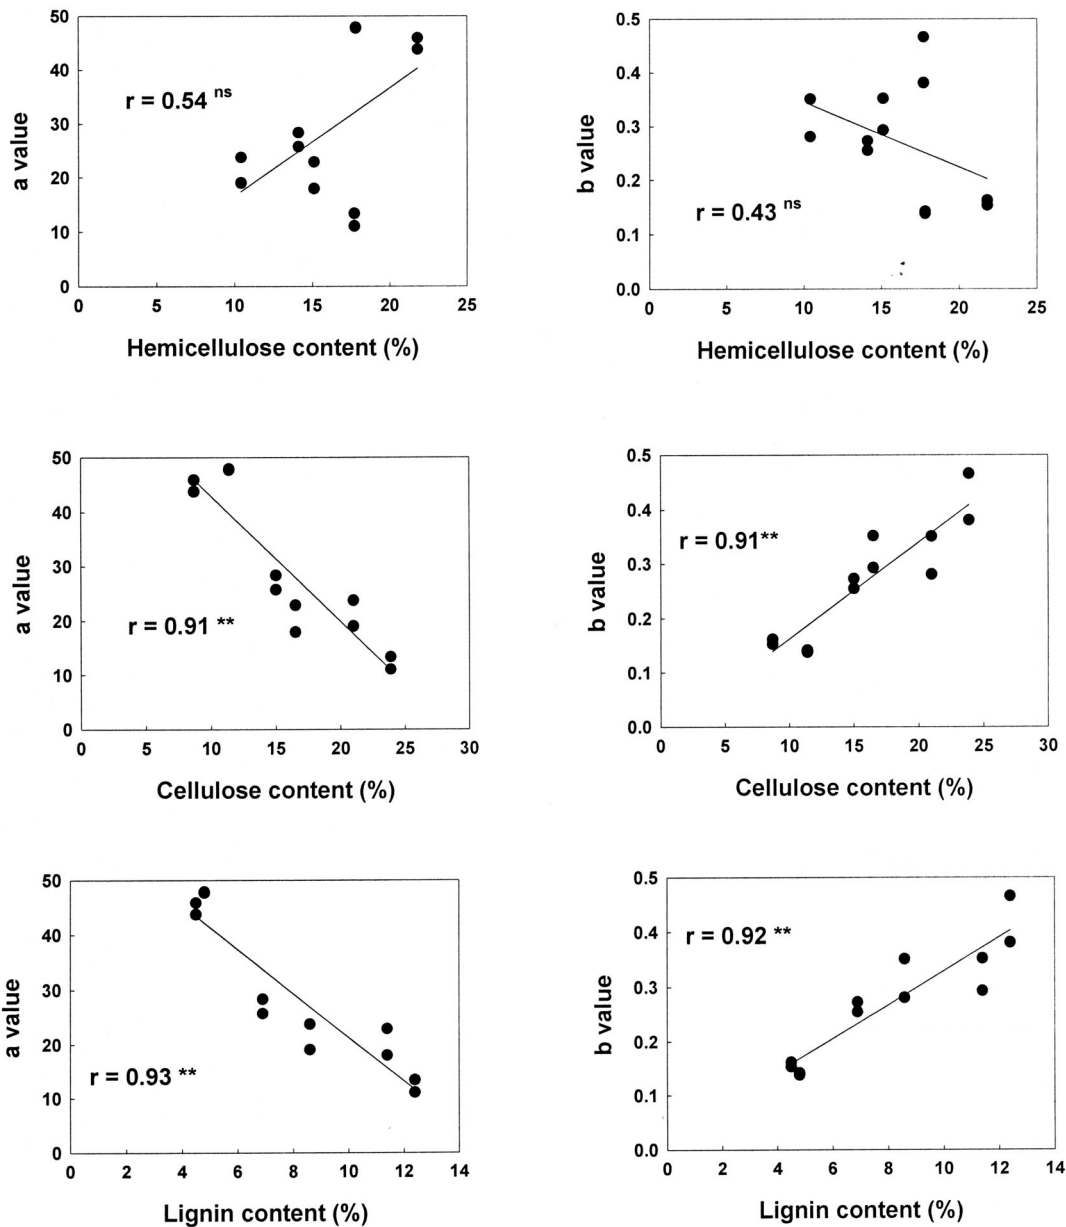 50
40
30
20
10
0
a value
r = 0.54 ns
0 5 10 15 20 25
Hemicellulose content (%)
0.5
0.4
0.3
0.2
0.1
0.0
b value
r = 0.43 ns
0 5 10 15 20 25
Hemicellulose content (%)
50
40
30
20
10
0
a value
r = 0.91 **
0 5 10 15 20 25 30
Cellulose content (%)
0.5
0.4
0.3
0.2
0.1
0.0
b value
r = 0.91**
0 5 10 15 20 25 30
Cellulose content (%)
50
40
30
20
10
0
a value
r = 0.93 **
0 2 4 6 8 10 12 14
Lignin content (%)
0.5
0.4
0.3
0.2
0.1
0.0
b value
r = 0.92 **
0 2 4 6 8 10 12 14
Lignin content (%)